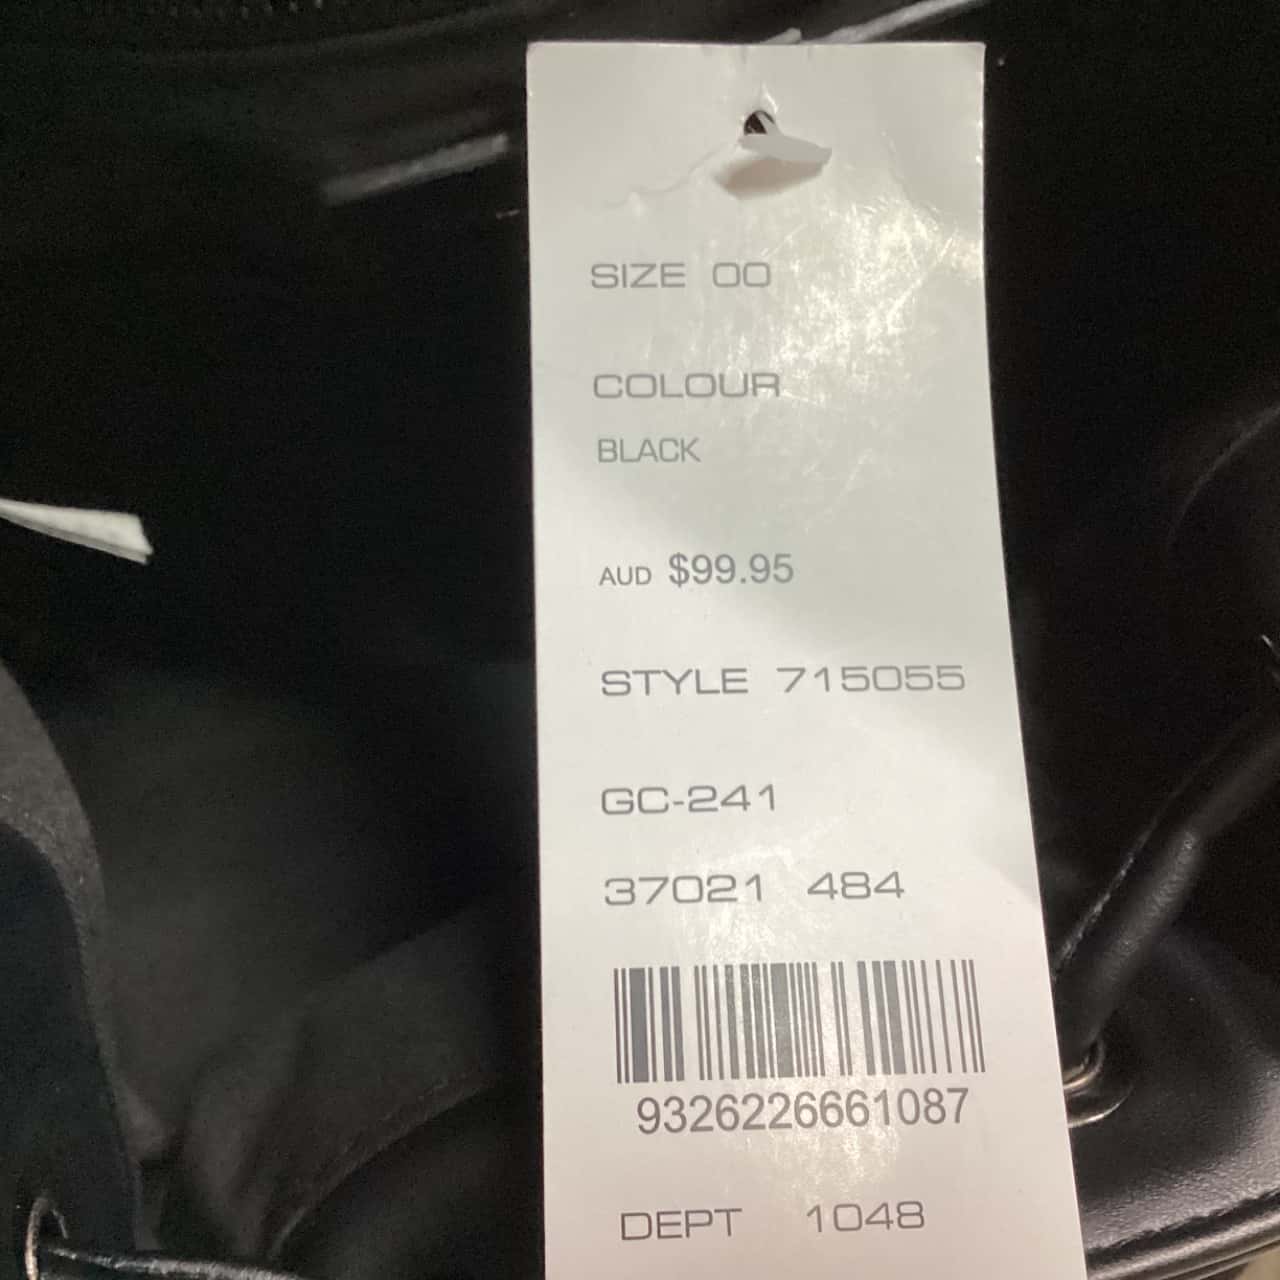 SIZE 00
COLOUR
BLACK
AUD $99.95
STYLE 715055
GC-241
37021 484
9326226661087
DEPT 1048